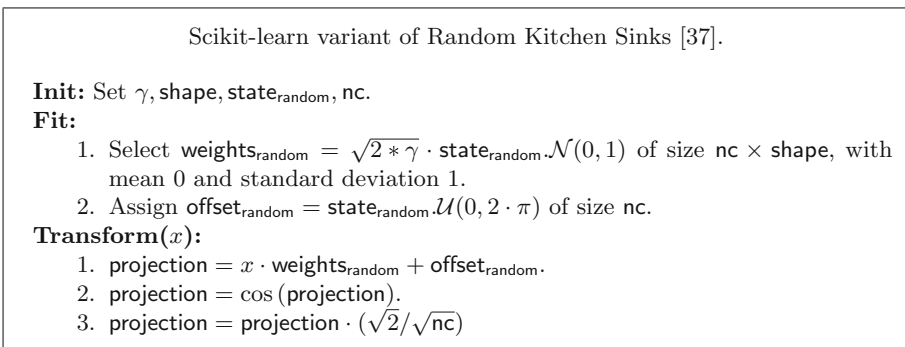 Scikit-learn variant of Random Kitchen Sinks [37].
Init: Set γ, shape, state_random, nc.
Fit:
1. Select weights_random = √(2 ∗ γ) · state_random.𝒩(0, 1) of size nc × shape, with
mean 0 and standard deviation 1.
2. Assign offset_random = state_random.𝒰(0, 2 · π) of size nc.
Transform(x):
1. projection = x · weights_random + offset_random.
2. projection = cos (projection).
3. projection = projection · (√2/√nc)